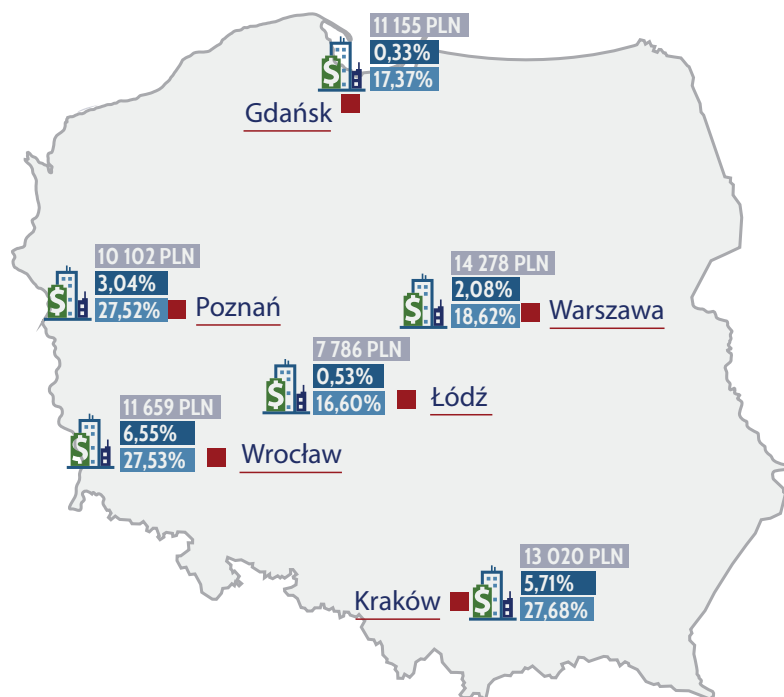 11 155 PLN
0,33%
17,37%
Gdańsk
10 102 PLN
3,04%
27,52%
Poznań
14 278 PLN
2,08%
18,62%
Warszawa
7 786 PLN
0,53%
16,60%
Łódź
11 659 PLN
6,55%
27,53%
Wrocław
13 020 PLN
5,71%
27,68%
Kraków